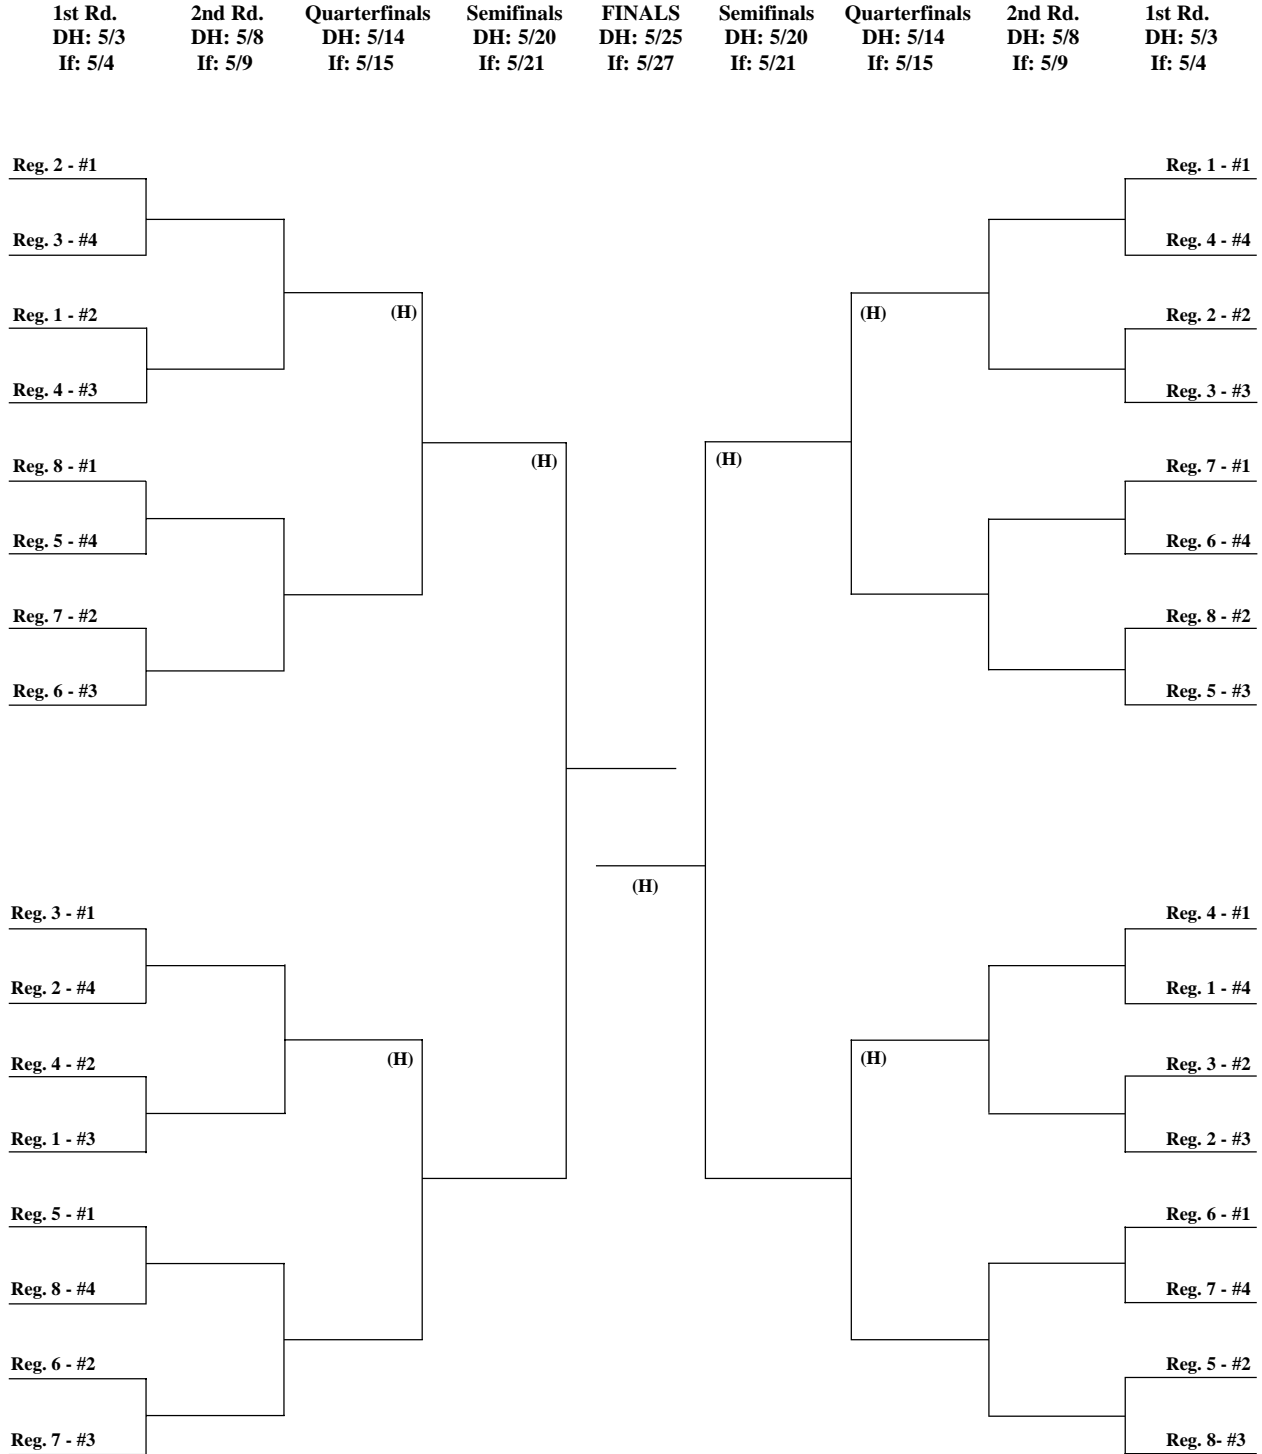 1st Rd. 2nd Rd. Quarterfinals Semifinals FINALS Semifinals Quarterfinals 2nd Rd. 1st Rd.
DH: 5/3 DH: 5/8 DH: 5/14 DH: 5/20 DH: 5/25 DH: 5/20 DH: 5/14 DH: 5/8 DH: 5/3
If: 5/4 If: 5/9 If: 5/15 If: 5/21 If: 5/27 If: 5/21 If: 5/15 If: 5/9 If: 5/4
Reg. 2 - #1 Reg. 1 - #1
Reg. 3 - #4 Reg. 4 - #4
(H) (H)
Reg. 1 - #2 Reg. 2 - #2
Reg. 4 - #3 Reg. 3 - #3
(H) (H)
Reg. 8 - #1 Reg. 7 - #1
Reg. 5 - #4 Reg. 6 - #4
Reg. 7 - #2 Reg. 8 - #2
Reg. 6 - #3 Reg. 5 - #3
(H)
Reg. 3 - #1 Reg. 4 - #1
Reg. 2 - #4 Reg. 1 - #4
(H) (H)
Reg. 4 - #2 Reg. 3 - #2
Reg. 1 - #3 Reg. 2 - #3
Reg. 5 - #1 Reg. 6 - #1
Reg. 8 - #4 Reg. 7 - #4
Reg. 6 - #2 Reg. 5 - #2
Reg. 7 - #3 Reg. 8- #3